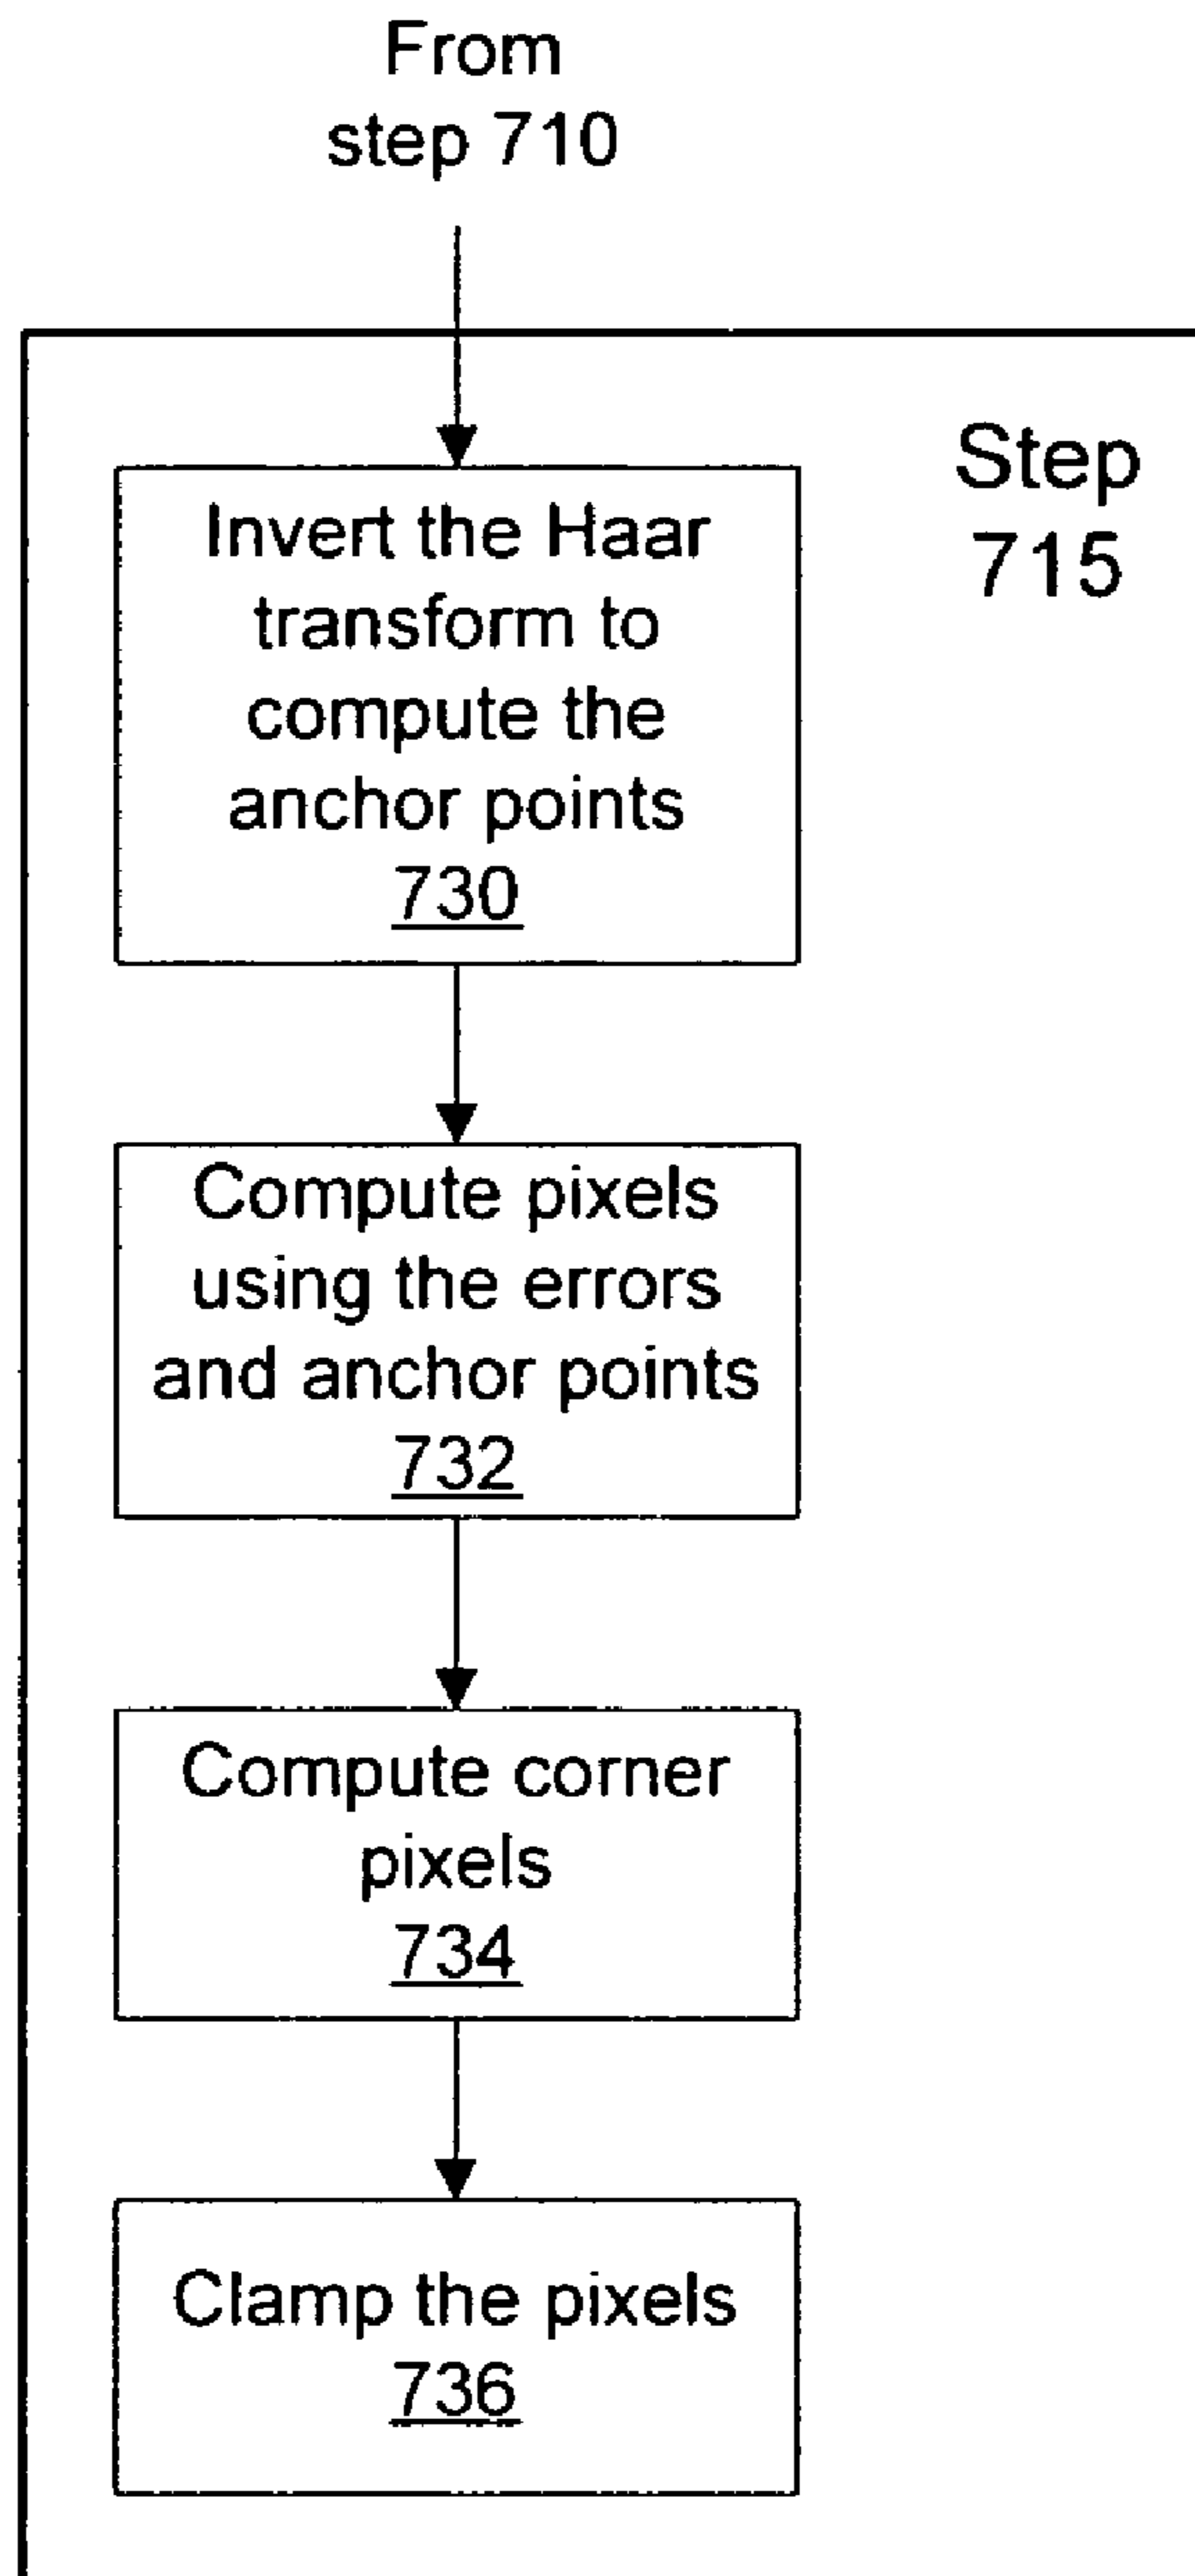 From
step 710
Step
715
Invert the Haar
transform to
compute the
anchor points
730
Compute pixels
using the errors
and anchor points
732
Compute corner
pixels
734
Clamp the pixels
736